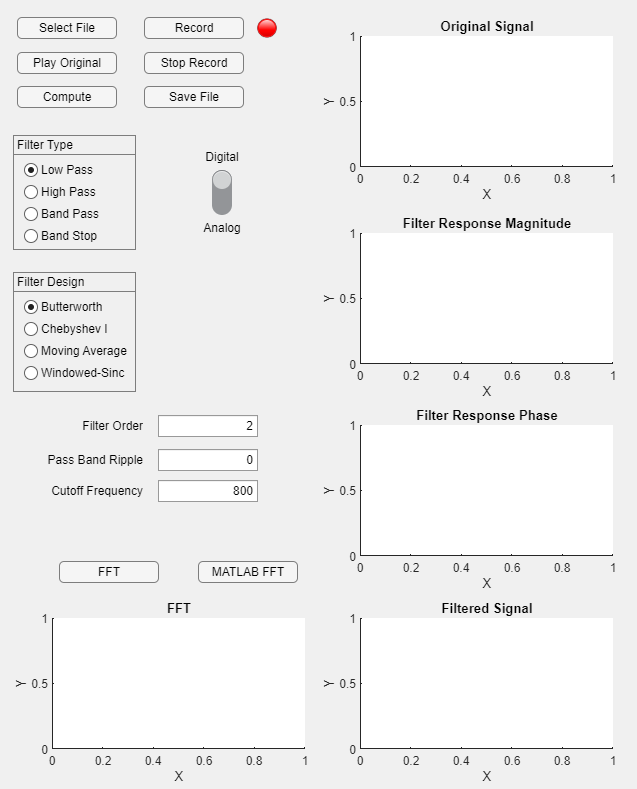 Select File
Record
Play Original
Stop Record
Compute
Save File
Filter Type
Low Pass
High Pass
Band Pass
Band Stop
Digital
Analog
Filter Design
Butterworth
Chebyshev I
Moving Average
Windowed-Sinc
Filter Order
2
Pass Band Ripple
0
Cutoff Frequency
800
FFT
MATLAB FFT
Original Signal
1
Y 0.5
0
0 0.2 0.4 0.6 0.8 1
X
Filter Response Magnitude
1
Y 0.5
0
0 0.2 0.4 0.6 0.8 1
X
Filter Response Phase
1
Y 0.5
0
0 0.2 0.4 0.6 0.8 1
X
FFT
1
Y 0.5
0
0 0.2 0.4 0.6 0.8 1
X
Filtered Signal
1
Y 0.5
0
0 0.2 0.4 0.6 0.8 1
X